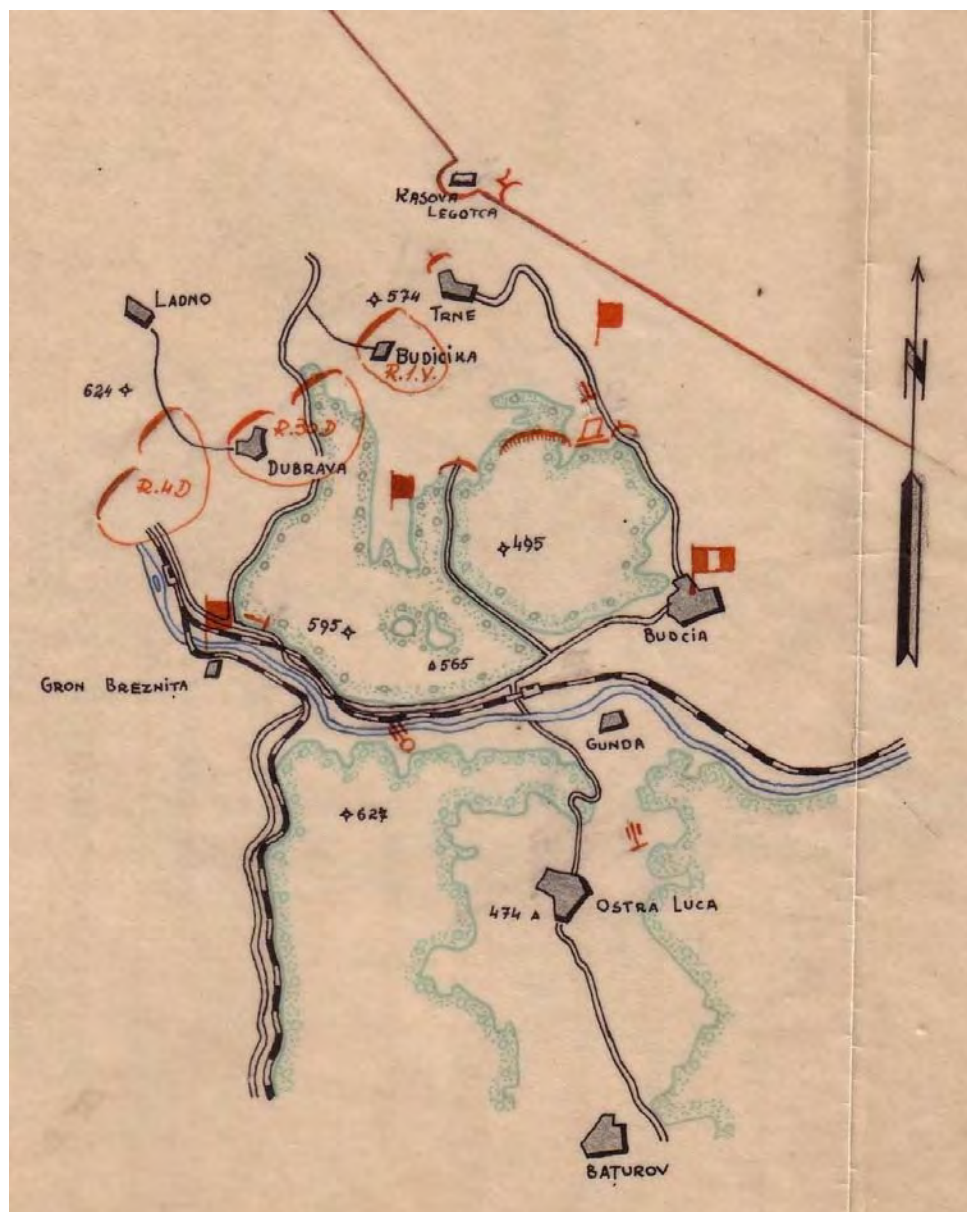 KASOVA
LEGOTCA
574
TRNE
LADNO
BUDICIKA
R.1.V.
624
R.30.D
DUBRAVA
R.4D
495
595
565
BUDCIA
GRON BREZNIȚA
GUNDA
627
474
OSTRA LUCA
BAȚUROV
N